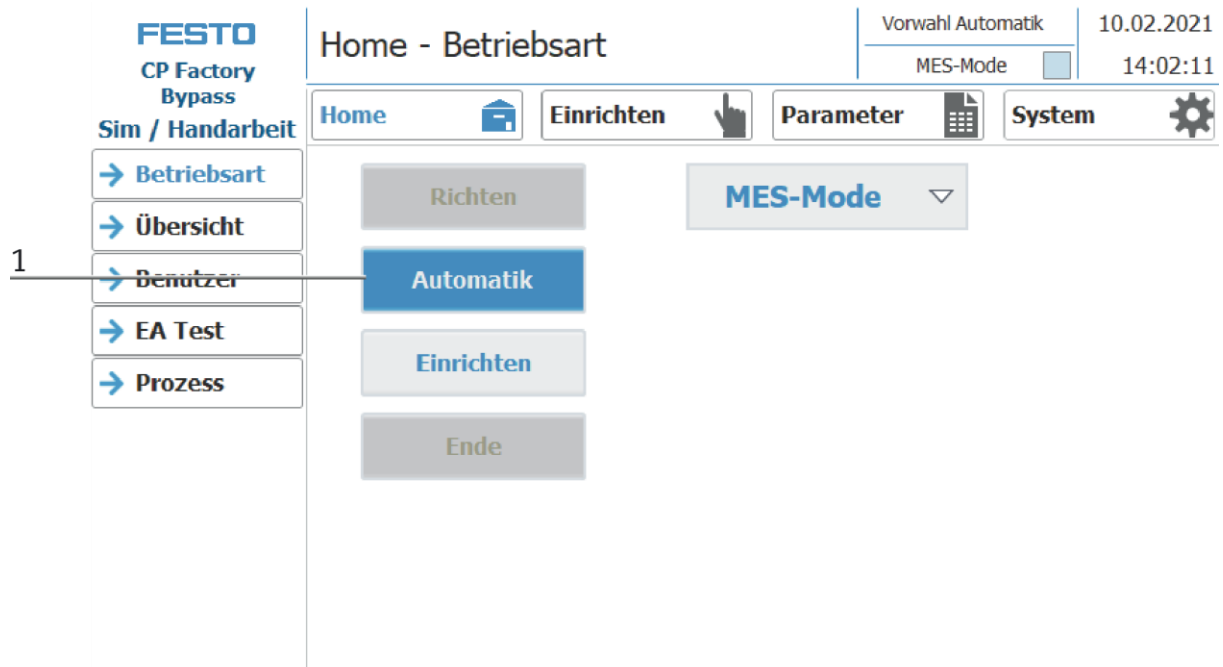 FESTO
CP Factory
Bypass
Sim / Handarbeit
Home - Betriebsart
Vorwahl Automatik
MES-Mode
10.02.2021
14:02:11
Home
Einrichten
Parameter
System
Betriebsart
Übersicht
Benutzer
EA Test
Prozess
1
Richten
Automatik
Einrichten
Ende
MES-Mode